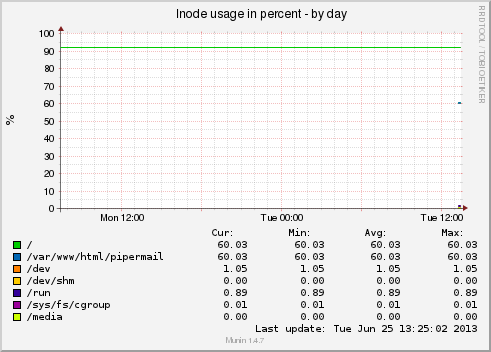 Inode usage in percent - by day
RRDTOOL / TOBI OETIKER
%
100
90
80
70
60
50
40
30
20
10
0
Mon 12:00 Tue 00:00 Tue 12:00
Cur: Min: Avg: Max:
/ 60.03 60.03 60.03 60.03
/var/www/html/pipermail 60.03 60.03 60.03 60.03
/dev 1.05 1.05 1.05 1.05
/dev/shm 0.00 0.00 0.00 0.00
/run 0.89 0.89 0.89 0.89
/sys/fs/cgroup 0.01 0.01 0.01 0.01
/media 0.00 0.00 0.00 0.00
Last update: Tue Jun 25 13:25:02 2013
Munin 1.4.7